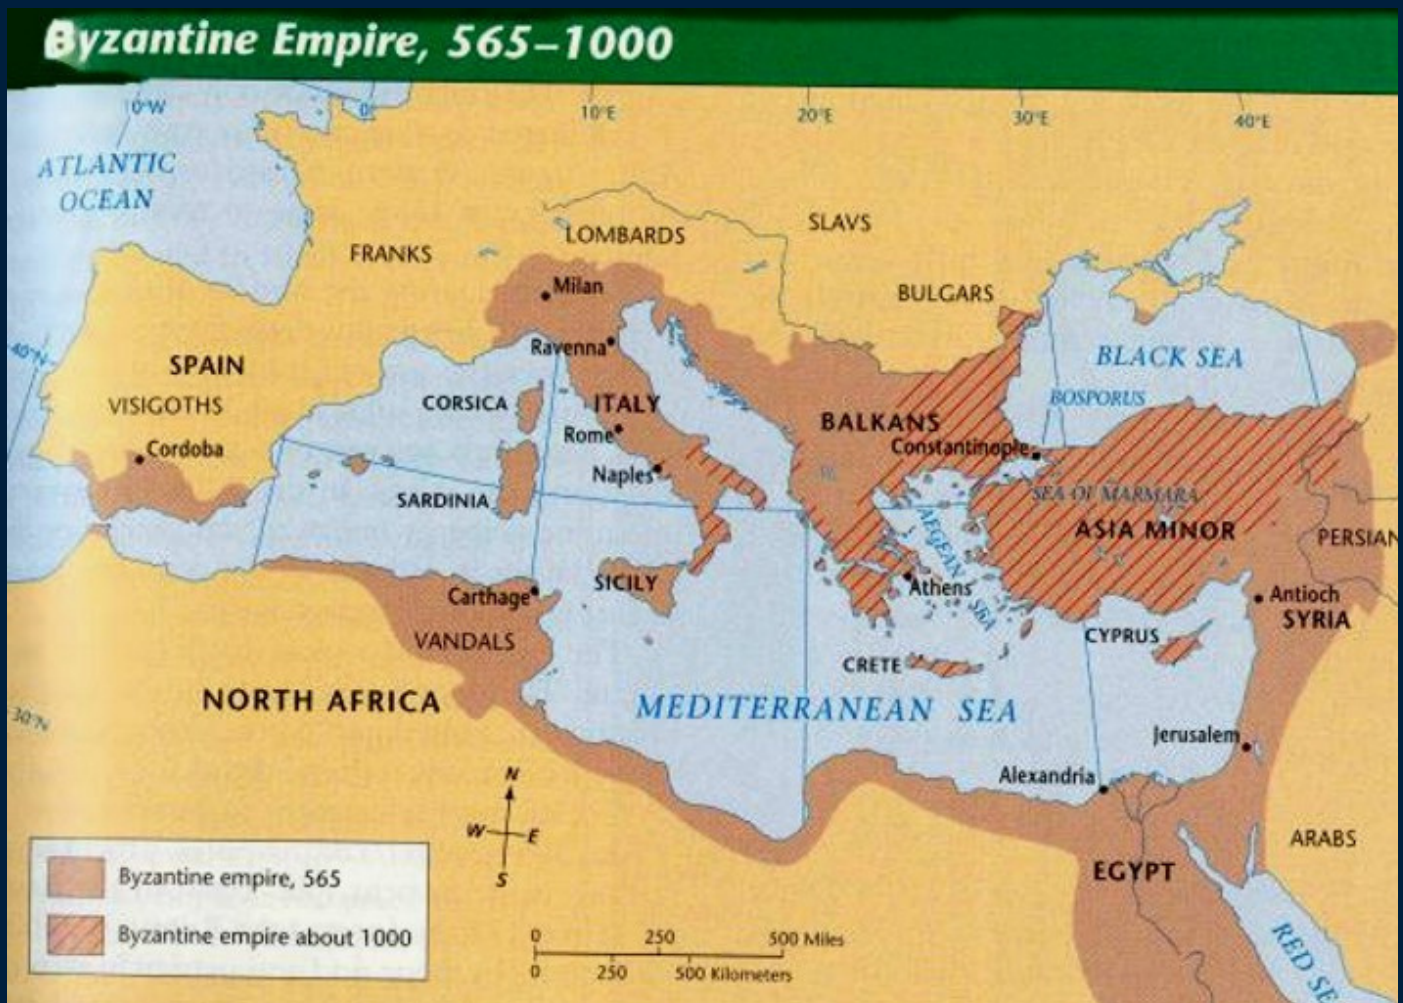 Byzantine Empire, 565–1000
0°W
0°
10°E
20°E
30°E
40°E
ATLANTIC
OCEAN
FRANKS
LOMBARDS
SLAVS
Milan
BULGARS
40°N
Ravenna
SPAIN
BLACK SEA
VISIGOTHS
CORSICA
ITALY
BALKANS
BOSPORUS
Cordoba
Rome
Constantinople
Naples
SARDINIA
SEA OF MARMARA
ASIA MINOR
AEGEAN SEA
PERSIAN
SICILY
Carthage
Athens
Antioch
SYRIA
VANDALS
CYPRUS
CRETE
NORTH AFRICA
MEDITERRANEAN SEA
30°N
Jerusalem
Alexandria
N
W E
S
ARABS
EGYPT
Byzantine empire, 565
Byzantine empire about 1000
0 250 500 Miles
0 250 500 Kilometers
RED SE